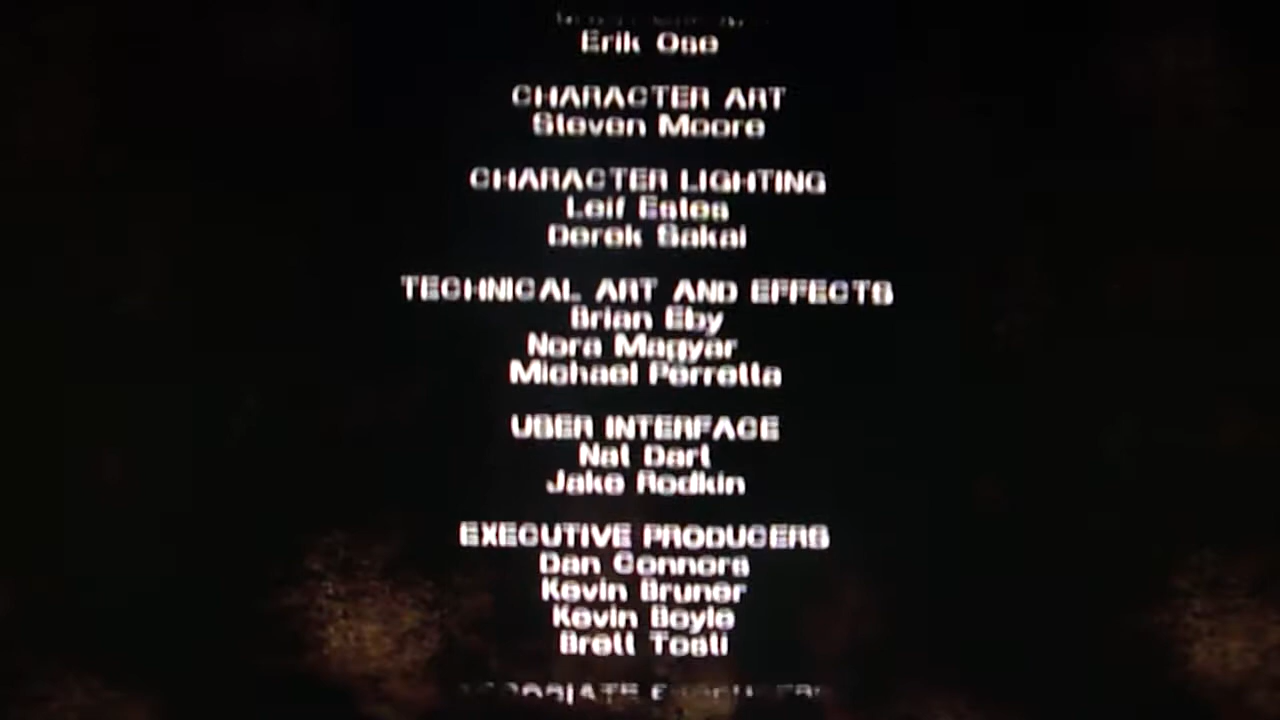 Erik Ose
CHARACTER ART
Steven Moore
CHARACTER LIGHTING
Leif Estes
Derek Sakai
TECHNICAL ART AND EFFECTS
Brian Eby
Nora Magyar
Michael Perretta
UBER INTERFACE
Nat Dart
Jake Rodkin
EXECUTIVE PRODUCERS
Dan Connors
Kevin Bruner
Kevin Boyle
Brett Tosti
ASSOCIATE PRODUCERS